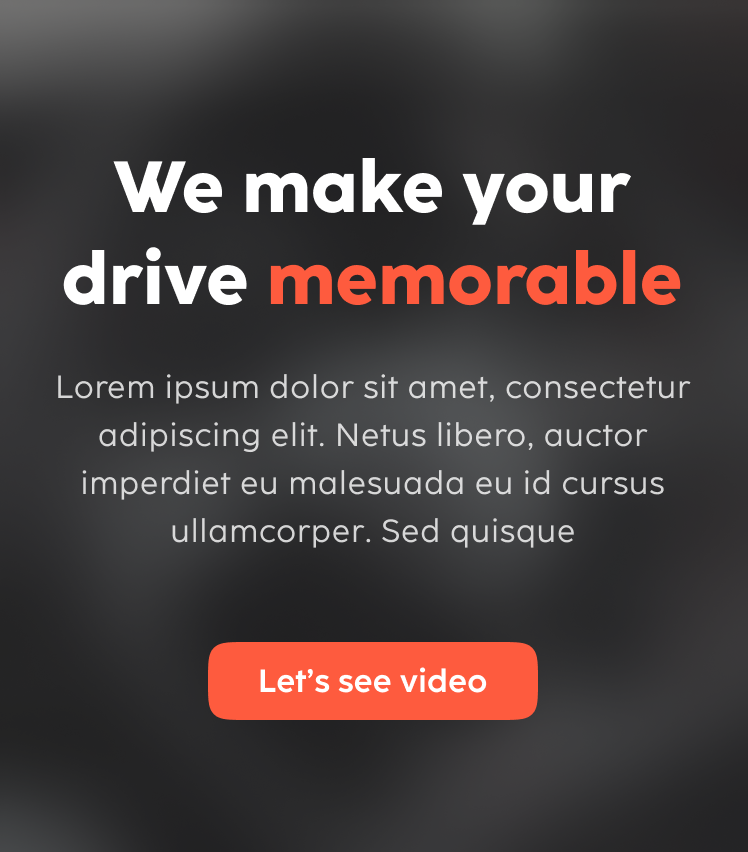 We make your
drive memorable
Lorem ipsum dolor sit amet, consectetur
adipiscing elit. Netus libero, auctor
imperdiet eu malesuada eu id cursus
ullamcorper. Sed quisque
Let’s see video